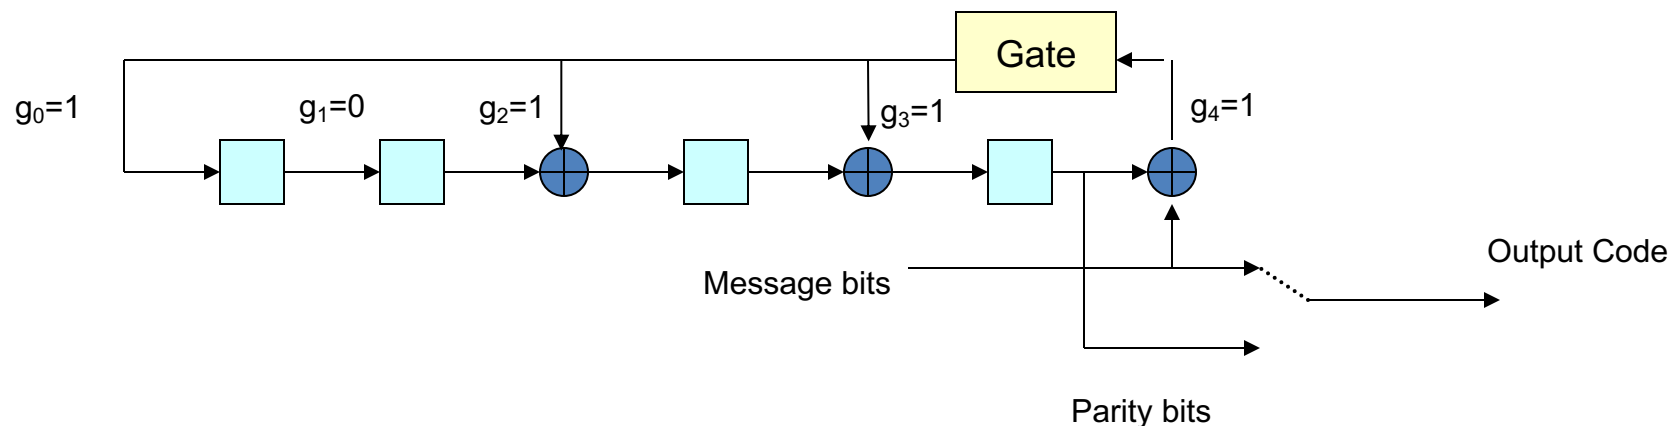 Gate
g₀=1
g₁=0
g₂=1
g₃=1
g₄=1
Output Code
Message bits
Parity bits